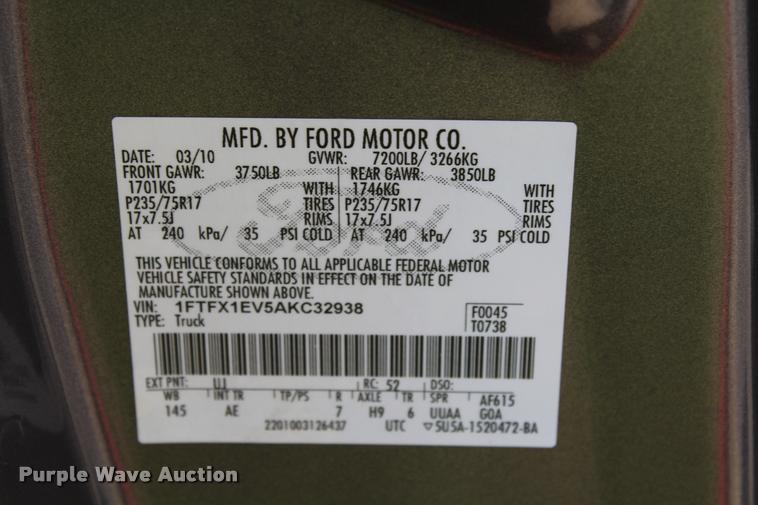 MFD. BY FORD MOTOR CO.
DATE: 03/10 GVWR: 7200LB/ 3266KG
FRONT GAWR: 3750LB REAR GAWR: 3850LB
1701KG WITH 1746KG WITH
P235/75R17 TIRES P235/75R17 TIRES
17x7.5J RIMS 17x7.5J RIMS
AT 240 kPa/ 35 PSI COLD AT 240 kPa/ 35 PSI COLD
Ford
THIS VEHICLE CONFORMS TO ALL APPLICABLE FEDERAL MOTOR
VEHICLE SAFETY STANDARDS IN EFFECT ON THE DATE OF
MANUFACTURE SHOWN ABOVE.
VIN: 1FTFX1EV5AKC32938 F0045
TYPE: Truck T0738
EXT PNT: UJ RC: 52 DSO:
WB INT TR TP/PS R AXLE TR SPR AF615
145 AE 7 H9 6 UUAA GOA
2201003126437 UTC ▽5U5A-1520472-BA
Purple Wave Auction
purplewave.com